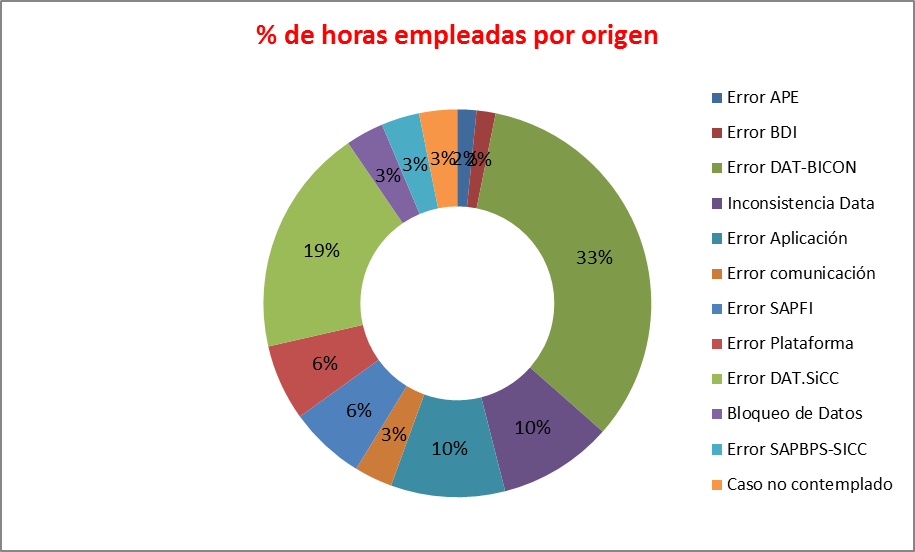 % de horas empleadas por origen
Error APE
Error BDI
Error DAT-BICON
Inconsistencia Data
Error Aplicación
Error comunicación
Error SAPFI
Error Plataforma
Error DAT.SiCC
Bloqueo de Datos
Error SAPBPS-SICC
Caso no contemplado
2%
2%
33%
10%
10%
3%
6%
6%
19%
3%
3%
3%